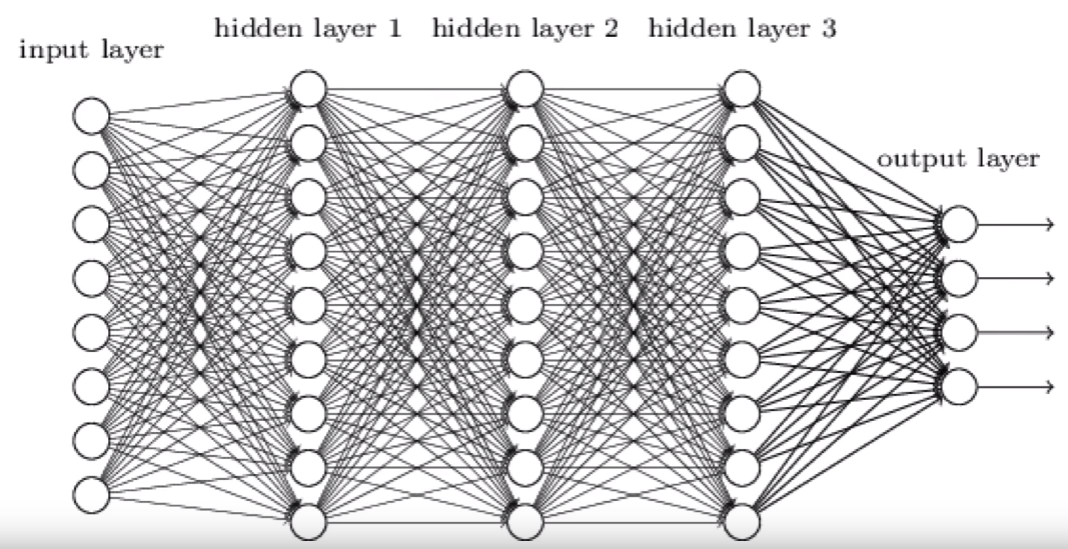 input layer
hidden layer 1
hidden layer 2
hidden layer 3
output layer